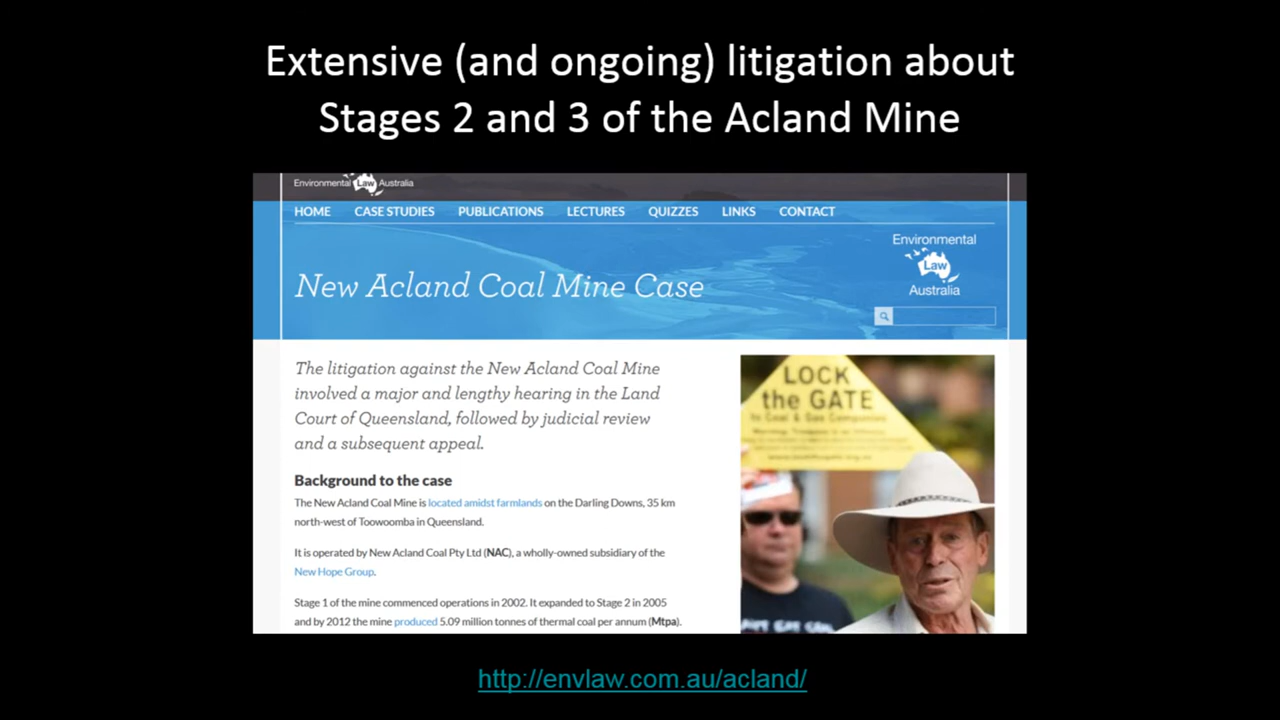 Extensive (and ongoing) litigation about
Stages 2 and 3 of the Acland Mine
Environmental Law Australia
HOME CASE STUDIES PUBLICATIONS LECTURES QUIZZES LINKS CONTACT
Environmental
Law
Australia
New Acland Coal Mine Case
The litigation against the New Acland Coal Mine
involved a major and lengthy hearing in the Land
Court of Queensland, followed by judicial review
and a subsequent appeal.
Background to the case
The New Acland Coal Mine is located amidst farmlands on the Darling Downs, 35 km
north-west of Toowoomba in Queensland.
It is operated by New Acland Coal Pty Ltd (NAC), a wholly-owned subsidiary of the
New Hope Group.
Stage 1 of the mine commenced operations in 2002. It expanded to Stage 2 in 2005
and by 2012 the mine produced 5.09 million tonnes of thermal coal per annum (Mtpa).
LOCK
the GATE
to Coal & Gas Companies
http://envlaw.com.au/acland/